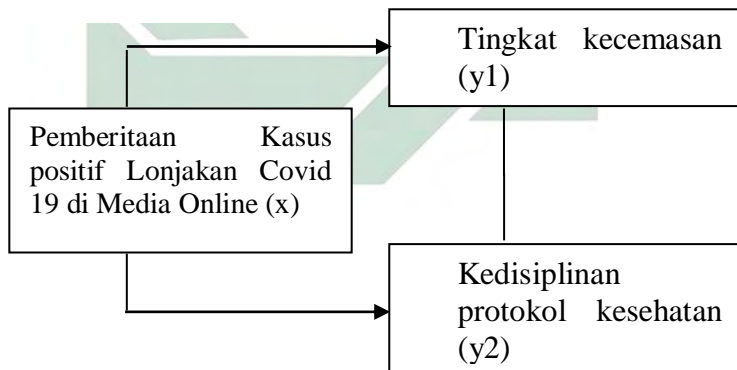 Tingkat kecemasan
(y1)
Pemberitaan Kasus
positif Lonjakan Covid
19 di Media Online (x)
Kedisiplinan
protokol kesehatan
(y2)